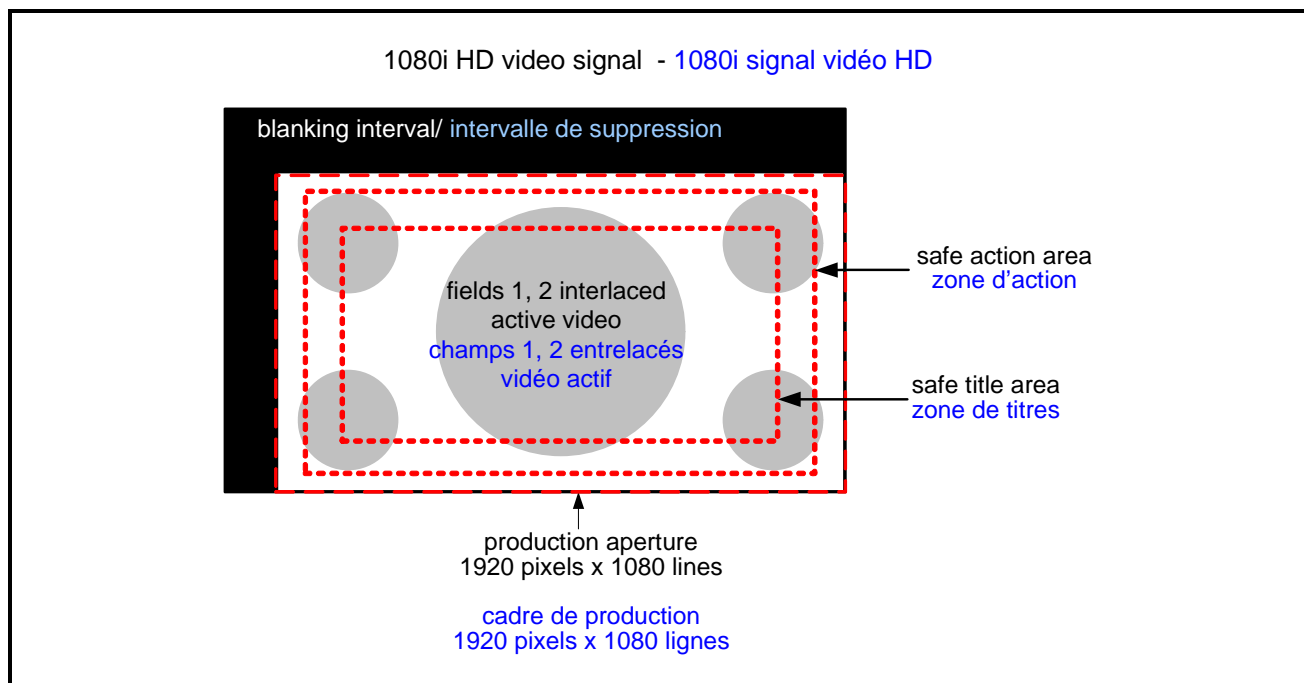 1080i HD video signal - 1080i signal vidéo HD
blanking interval/ intervalle de suppression
fields 1, 2 interlaced
active video
champs 1, 2 entrelacés
vidéo actif
safe action area
zone d'action
safe title area
zone de titres
production aperture
1920 pixels x 1080 lines
cadre de production
1920 pixels x 1080 lignes